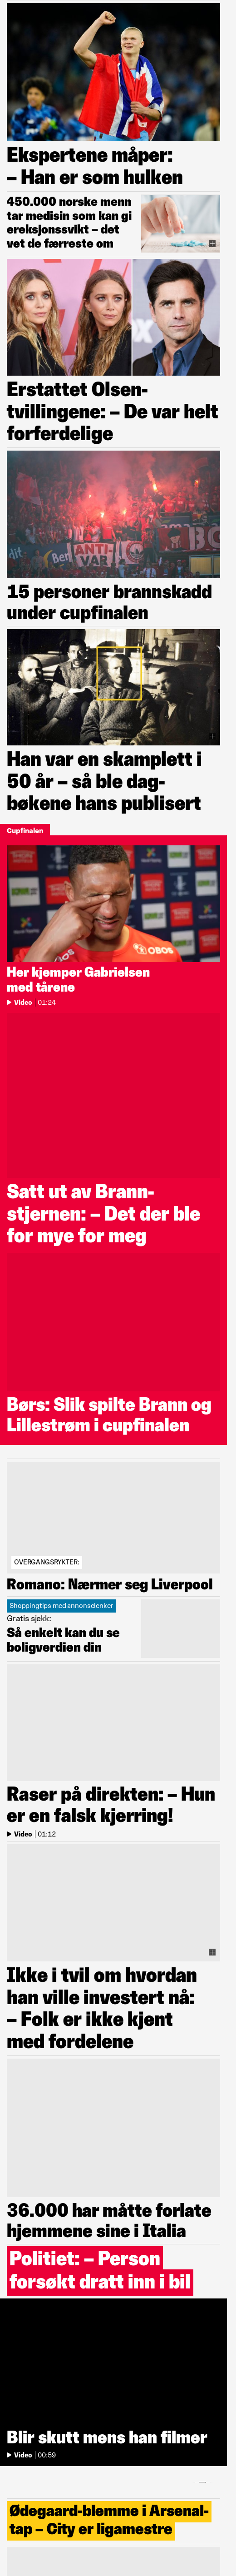 Ekspertene måper:
– Han er som hulken
450.000 norske menn
tar medisin som kan gi
ereksjonssvikt – det
vet de færreste om
Erstattet Olsen-
tvillingene: – De var helt
forferdelige
ANTI-
VAR
15 personer brannskadd
under cupfinalen
Han var en skamplett i
50 år – så ble dag-
bøkene hans publisert
Cupfinalen
OBOS
Her kjemper Gabrielsen
med tårene
Video | 01:24
Satt ut av Brann-
stjernen: – Det der ble
for mye for meg
Børs: Slik spilte Brann og
Lillestrøm i cupfinalen
OVERGANGSRYKTER:
Romano: Nærmer seg Liverpool
Shoppingtips med annonselenker
Gratis sjekk:
Så enkelt kan du se
boligverdien din
Raser på direkten: – Hun
er en falsk kjerring!
Video | 01:12
Ikke i tvil om hvordan
han ville investert nå:
– Folk er ikke kjent
med fordelene
36.000 har måtte forlate
hjemmene sine i Italia
Politiet: – Person
forsøkt dratt inn i bil
Blir skutt mens han filmer
Video | 00:59
Ødegaard-blemme i Arsenal-
tap – City er ligamestre